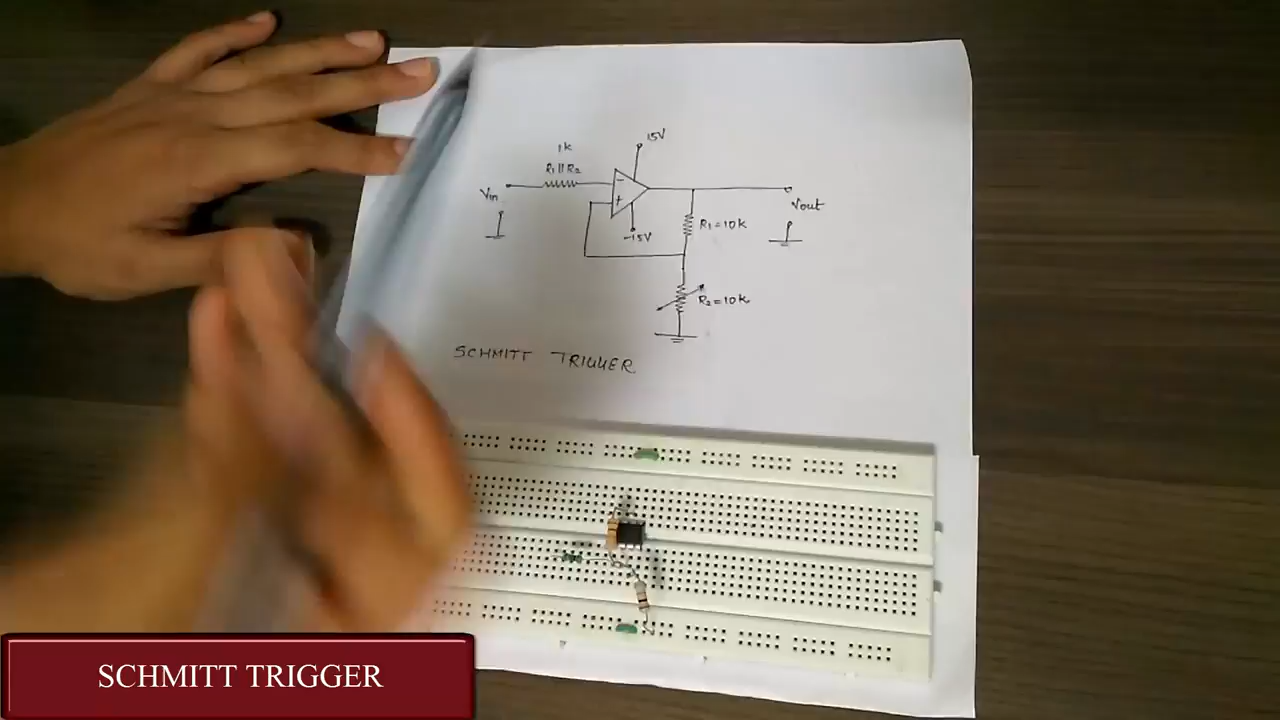 15V
1k
R1||R2
Vin
-
+
-15V
Vout
R1=10k
R2=10k
SCHMITT TRIGGER
SCHMITT TRIGGER